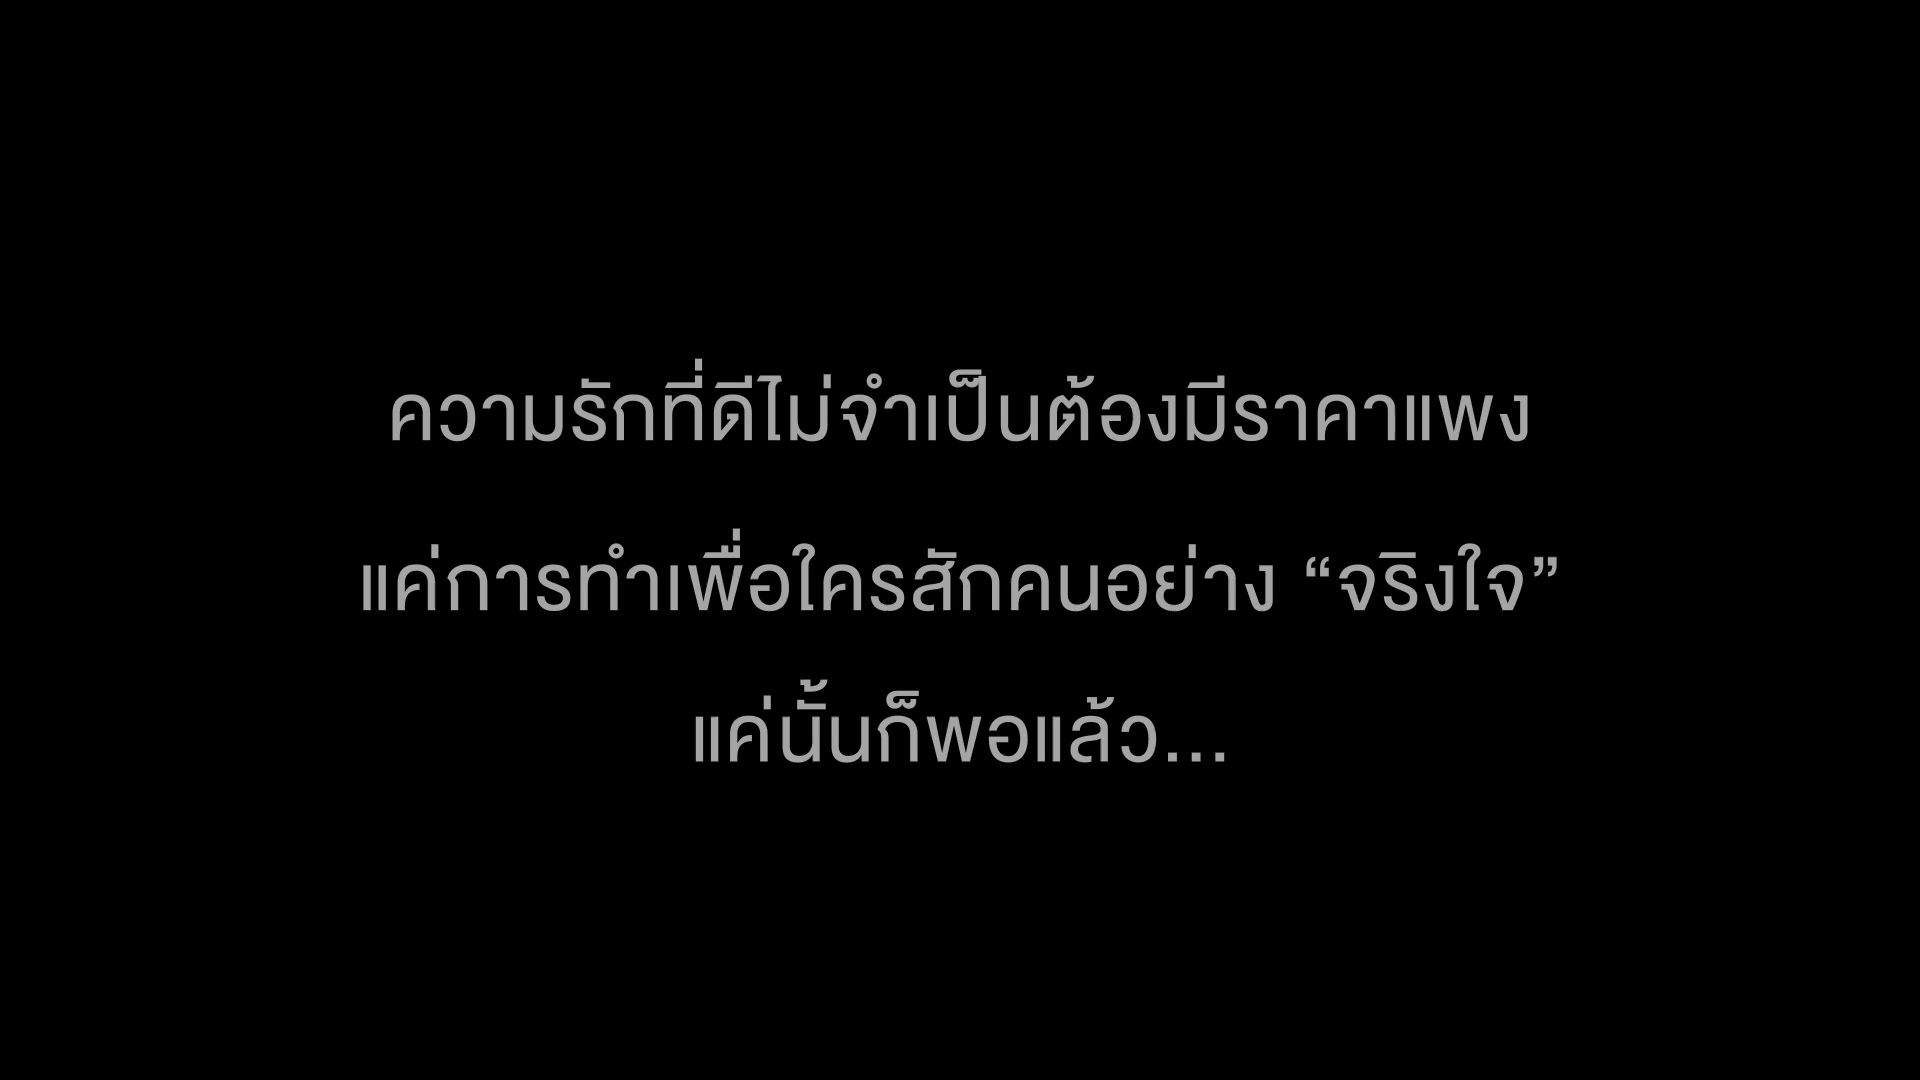 ความรักที่ดีไม่จำเป็นต้องมีราคาแพง
แค่การทำเพื่อใครสักคนอย่าง “จริงใจ”
แค่นั้นก็พอแล้ว...